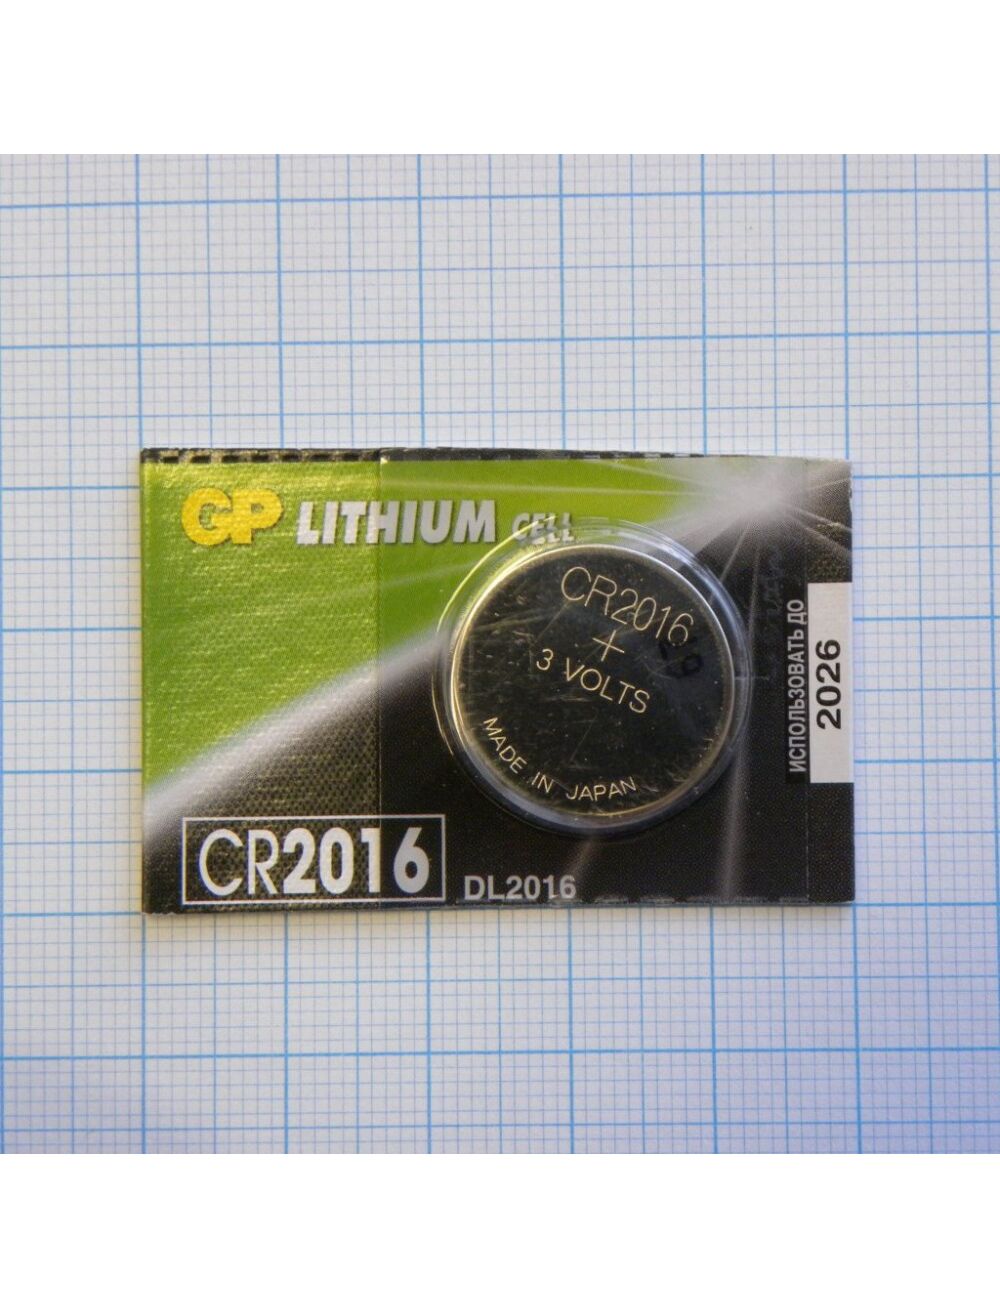 GP LITHIUM CELL
CR2016
+
3 VOLTS
MADE IN JAPAN
ИСПОЛЬЗОВАТЬ ДО
2026
CR2016
DL2016